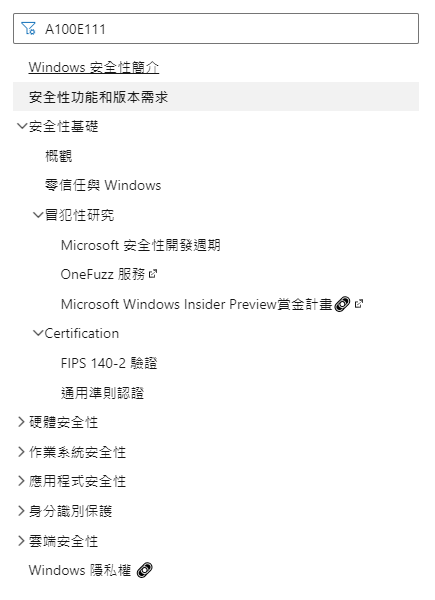 A100E111
Windows 安全性簡介
安全性功能和版本需求
安全性基礎
概觀
零信任與 Windows
冒犯性研究
Microsoft 安全性開發週期
OneFuzz 服務
Microsoft Windows Insider Preview賞金計畫
Certification
FIPS 140-2 驗證
通用準則認證
硬體安全性
作業系統安全性
應用程式安全性
身分識別保護
雲端安全性
Windows 隱私權